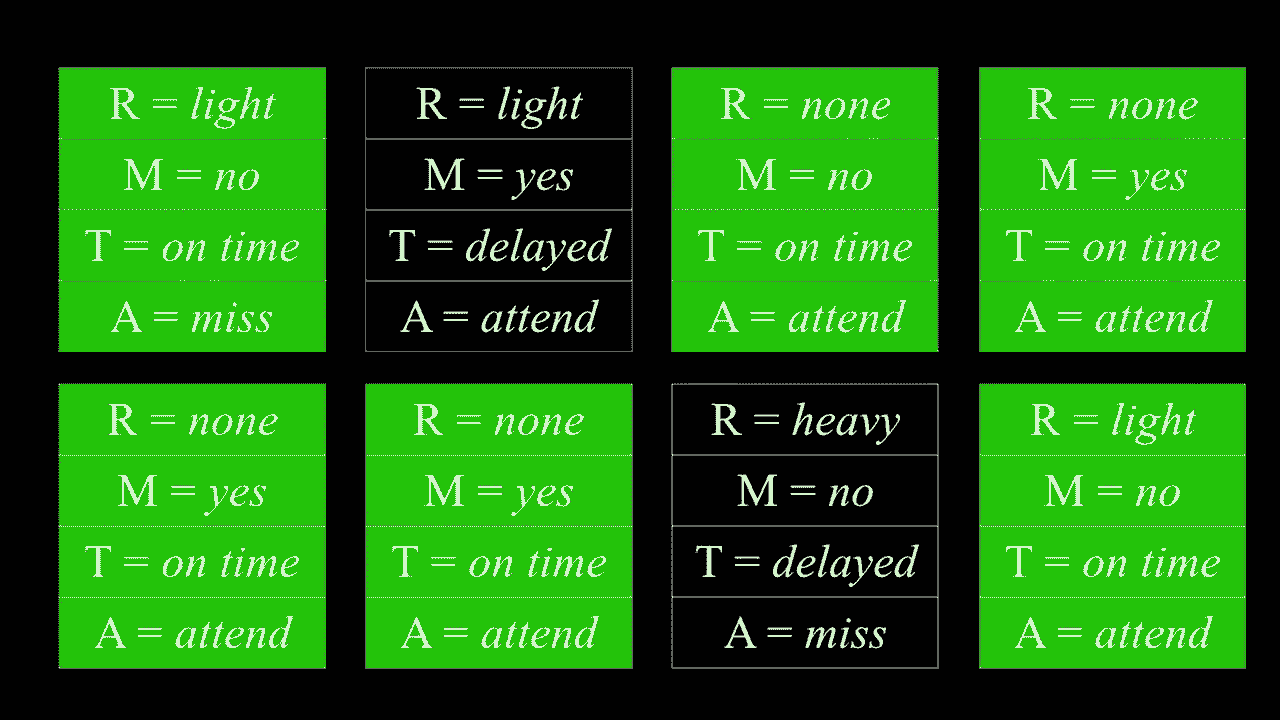 R = light
M = no
T = on time
A = miss
R = light
M = yes
T = delayed
A = attend
R = none
M = no
T = on time
A = attend
R = none
M = yes
T = on time
A = attend
R = none
M = yes
T = on time
A = attend
R = none
M = yes
T = on time
A = attend
R = heavy
M = no
T = delayed
A = miss
R = light
M = no
T = on time
A = attend